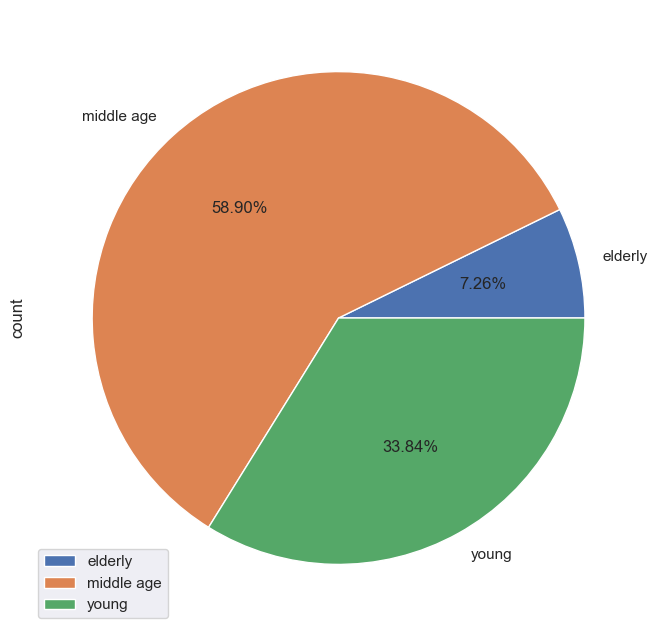 middle age
58.90%
elderly
7.26%
count
33.84%
young
elderly
middle age
young